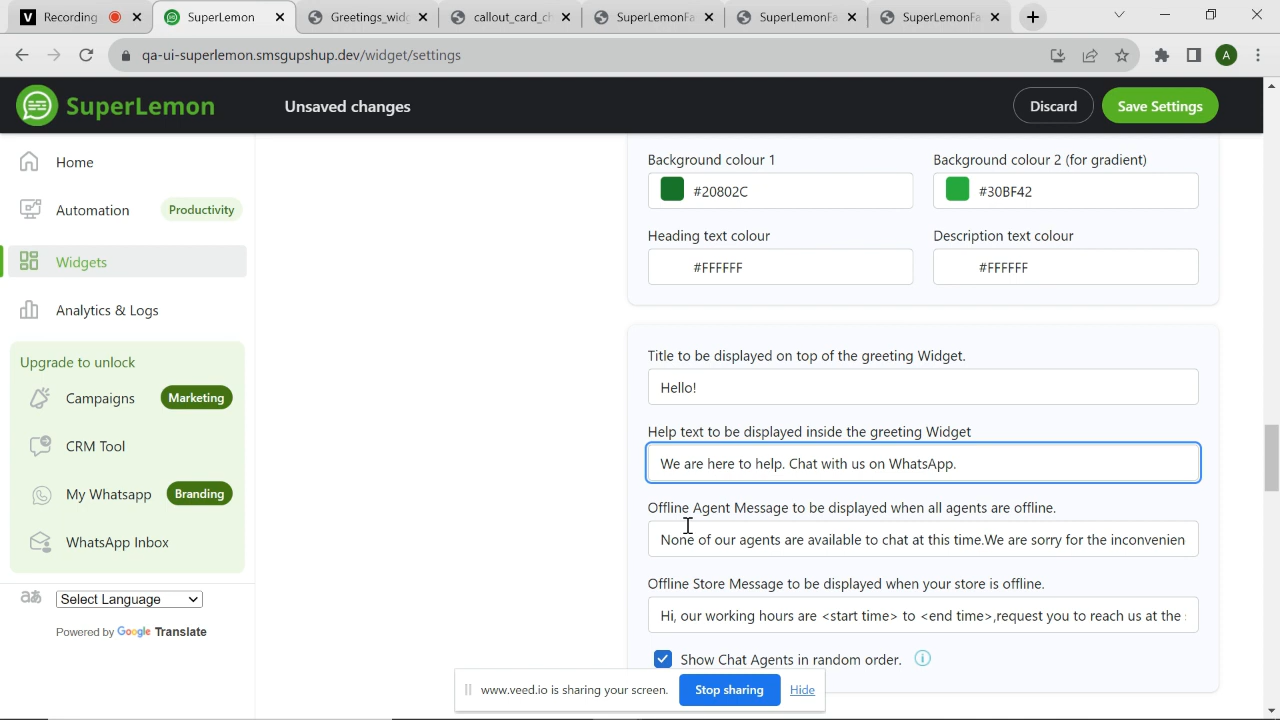 Recording
SuperLemon
Greetings_widg
callout_card_ch
SuperLemonFa
SuperLemonFa
SuperLemonFa
qa-ui-superlemon.smsgupshup.dev/widget/settings
A
SuperLemon
Unsaved changes
Discard
Save Settings
Home
Automation
Productivity
Widgets
Analytics & Logs
Upgrade to unlock
Campaigns
Marketing
CRM Tool
My Whatsapp
Branding
WhatsApp Inbox
Select Language
Powered by Google Translate
Background colour 1
Background colour 2 (for gradient)
#20802C
#30BF42
Heading text colour
Description text colour
#FFFFFF
#FFFFFF
Title to be displayed on top of the greeting Widget.
Hello!
Help text to be displayed inside the greeting Widget
We are here to help. Chat with us on WhatsApp.
Offline Agent Message to be displayed when all agents are offline.
None of our agents are available to chat at this time.We are sorry for the inconvenien
Offline Store Message to be displayed when your store is offline.
Hi, our working hours are <start time> to <end time>,request you to reach us at the
Show Chat Agents in random order.
www.veed.io is sharing your screen.
Stop sharing
Hide